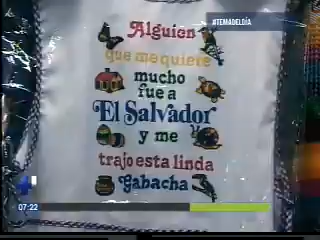 #TEMADELDÍA
Alguien
que me quiere
mucho
fue a
El Salvador
y me
trajo esta linda
Gabacha
07:22